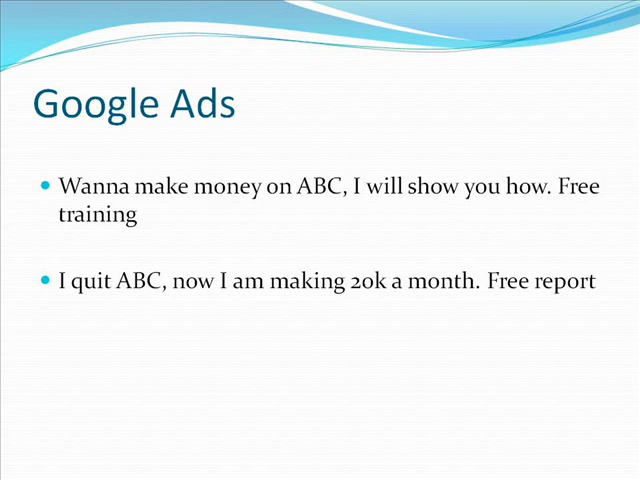 Google Ads
Wanna make money on ABC, I will show you how. Free
training
I quit ABC, now I am making 20k a month. Free report